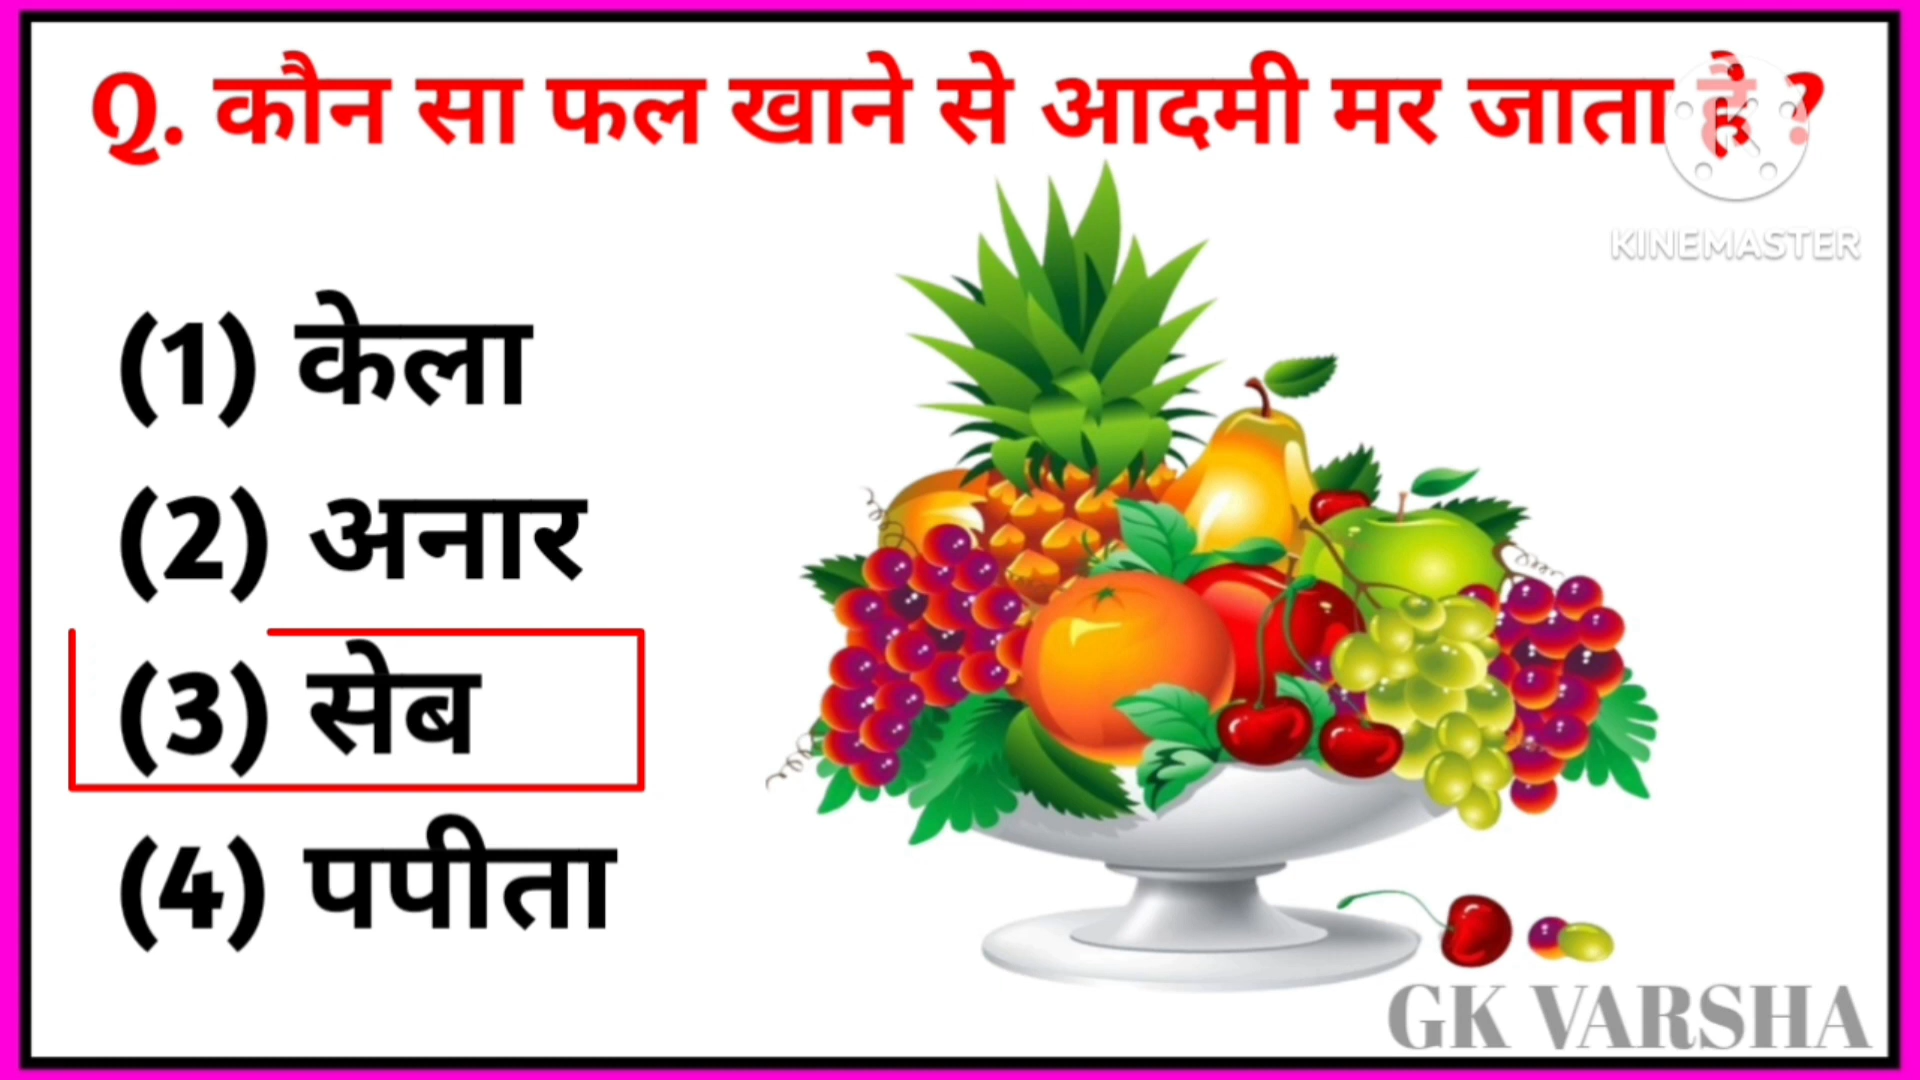 Q. कौन सा फल खाने से आदमी मर जाता है ?
KINEMASTER
(1) केला
(2) अनार
(3) सेब
(4) पपीता
GK VARSHA